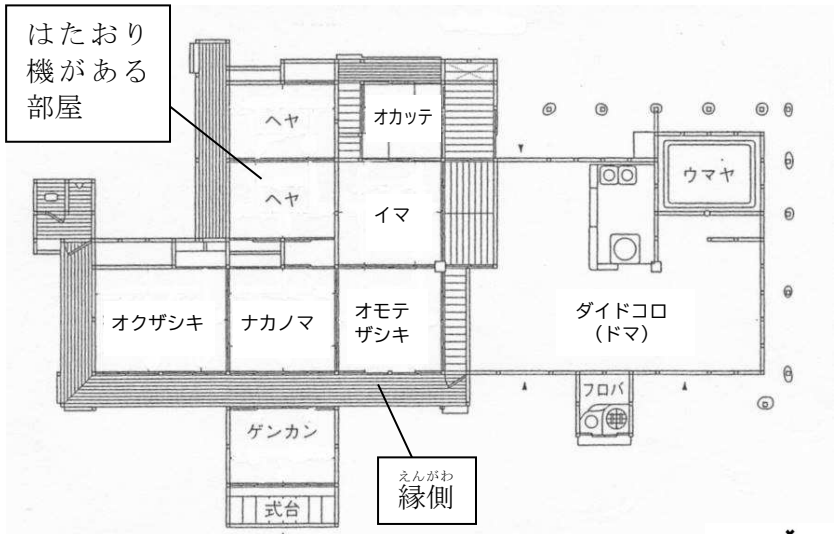 はたおり
機がある
部屋
ヘヤ
オカッテ
ウマヤ
ヘヤ
イマ
オクザシキ
ナカノマ
オモテ
ザシキ
ダイドコロ
(ドマ)
フロバ
ゲンカン
えんがわ
縁側
式台